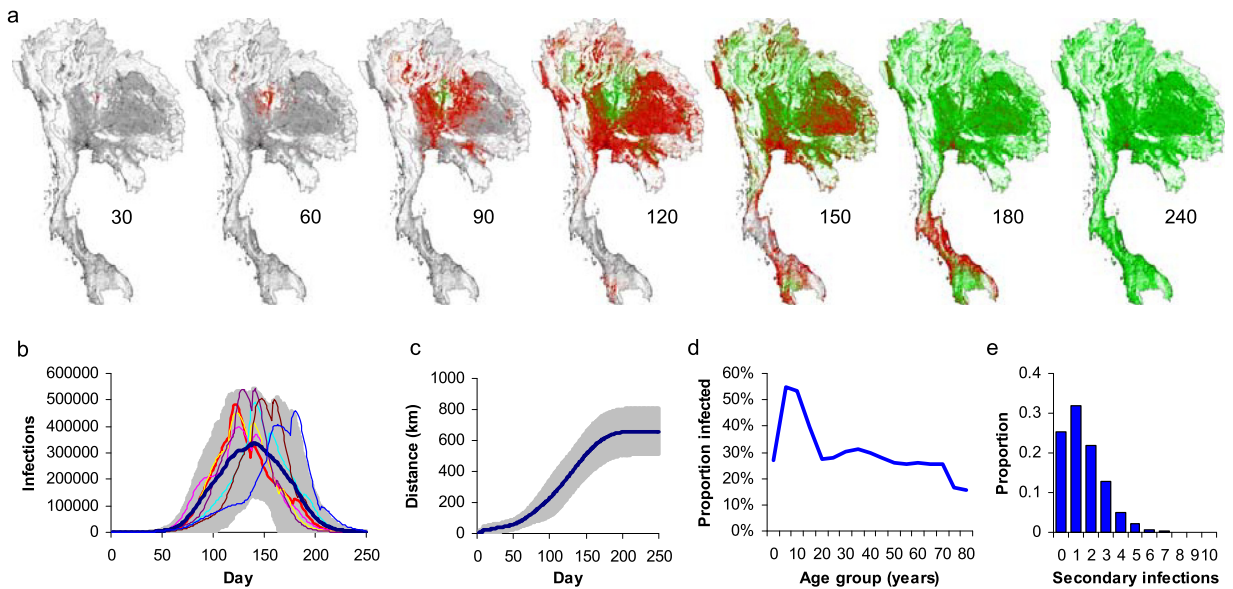 a
30 60 90 120 150 180 240
b
600000
500000
400000
300000
200000
100000
0
Infections
0 50 100 150 200 250
Day
c
1000
800
600
400
200
0
Distance (km)
0 50 100 150 200 250
Day
d
60%
50%
40%
30%
20%
10%
0%
Proportion infected
0 10 20 30 40 50 60 70 80
Age group (years)
e
0.4
0.3
0.2
0.1
0
Proportion
0 1 2 3 4 5 6 7 8 9 10
Secondary infections